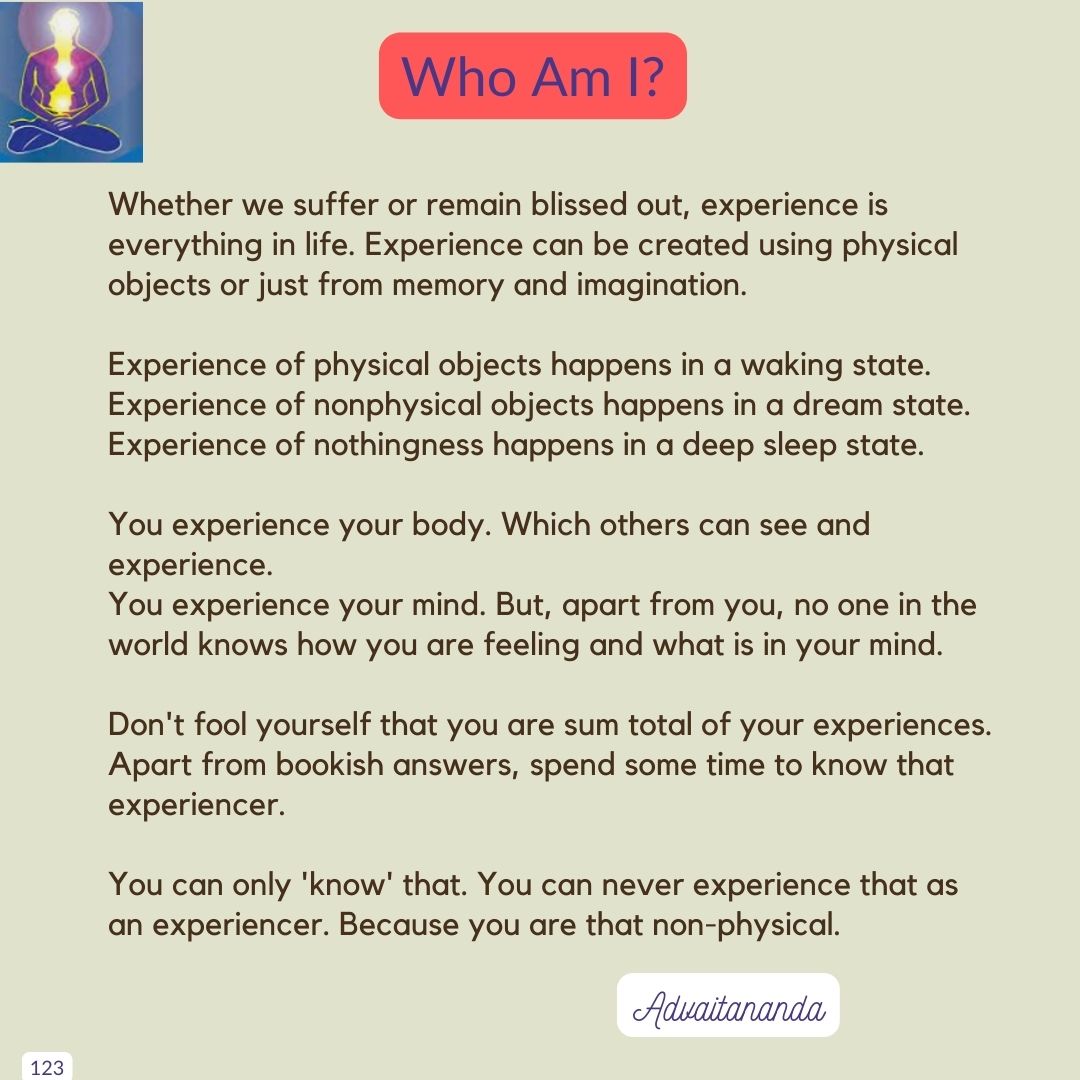 Who Am I?
Whether we suffer or remain blissed out, experience is
everything in life. Experience can be created using physical
objects or just from memory and imagination.
Experience of physical objects happens in a waking state.
Experience of nonphysical objects happens in a dream state.
Experience of nothingness happens in a deep sleep state.
You experience your body. Which others can see and
experience.
You experience your mind. But, apart from you, no one in the
world knows how you are feeling and what is in your mind.
Don't fool yourself that you are sum total of your experiences.
Apart from bookish answers, spend some time to know that
experiencer.
You can only 'know' that. You can never experience that as
an experiencer. Because you are that non-physical.
Advaitananda
123